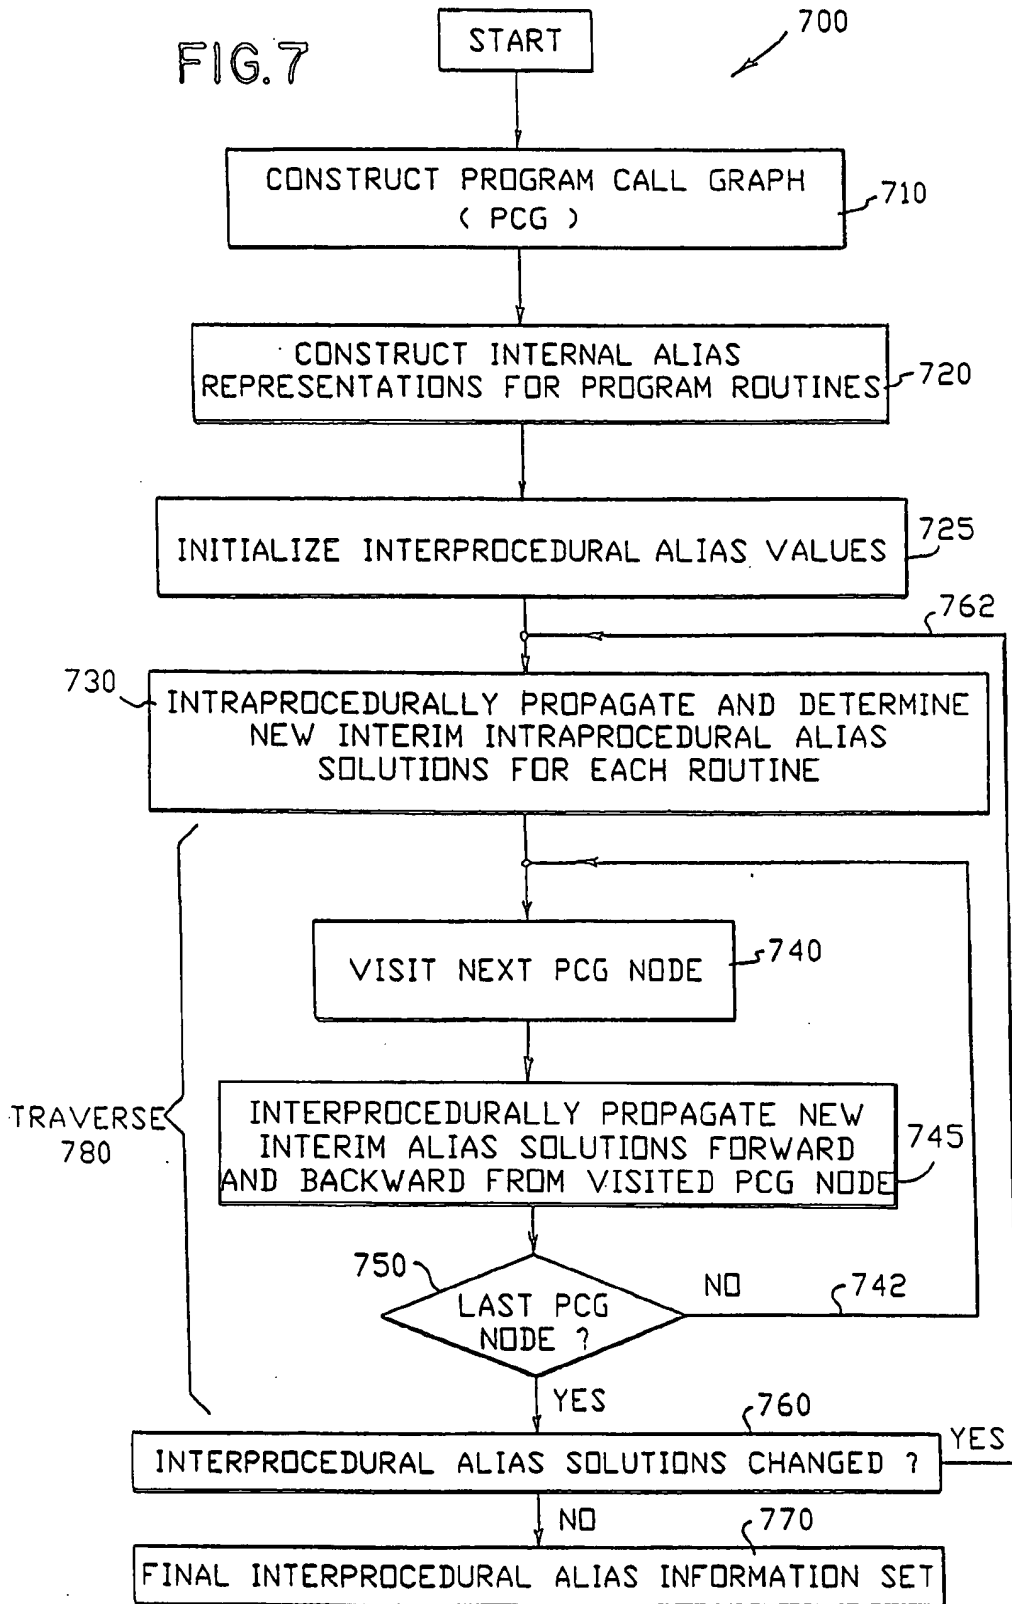 FIG.7
START
700
CONSTRUCT PROGRAM CALL GRAPH
( PCG )
710
CONSTRUCT INTERNAL ALIAS
REPRESENTATIONS FOR PROGRAM ROUTINES
720
INITIALIZE INTERPROCEDURAL ALIAS VALUES
725
762
730
INTRAPROCEDURALLY PROPAGATE AND DETERMINE
NEW INTERIM INTRAPROCEDURAL ALIAS
SOLUTIONS FOR EACH ROUTINE
VISIT NEXT PCG NODE
740
TRAVERSE
780
INTERPROCEDURALLY PROPAGATE NEW
INTERIM ALIAS SOLUTIONS FORWARD
AND BACKWARD FROM VISITED PCG NODE
745
750
LAST PCG
NODE ?
NO
742
YES
760
INTERPROCEDURAL ALIAS SOLUTIONS CHANGED ?
YES
NO
770
FINAL INTERPROCEDURAL ALIAS INFORMATION SET